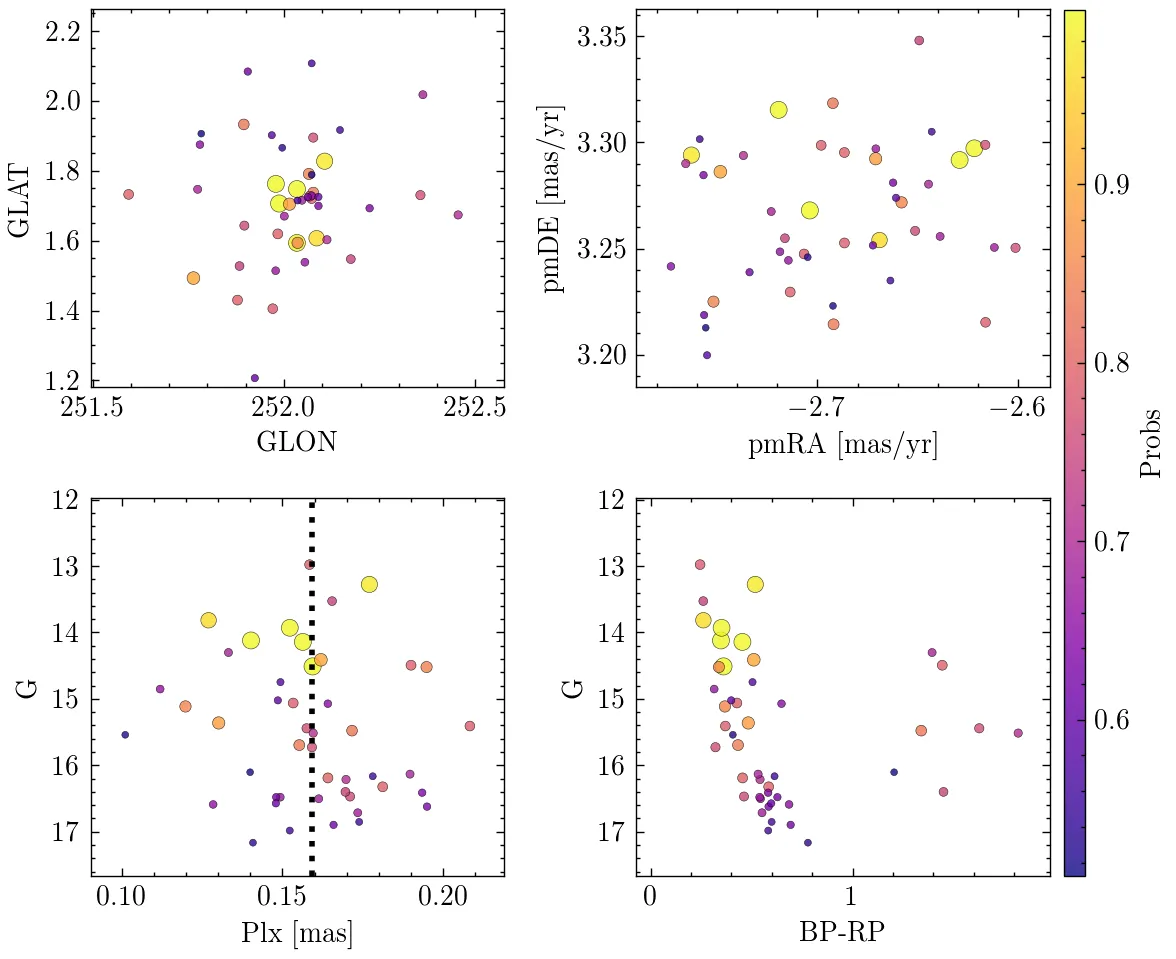 2.2
2.0
1.8
1.6
1.4
1.2
GLAT
251.5 252.0 252.5
GLON
3.35
3.30
3.25
3.20
pmDE [mas/yr]
−2.7 −2.6
pmRA [mas/yr]
12
13
14
15
16
17
G
0.10 0.15 0.20
Plx [mas]
12
13
14
15
16
17
G
0 1
BP-RP
0.9
0.8
0.7
0.6
Probs